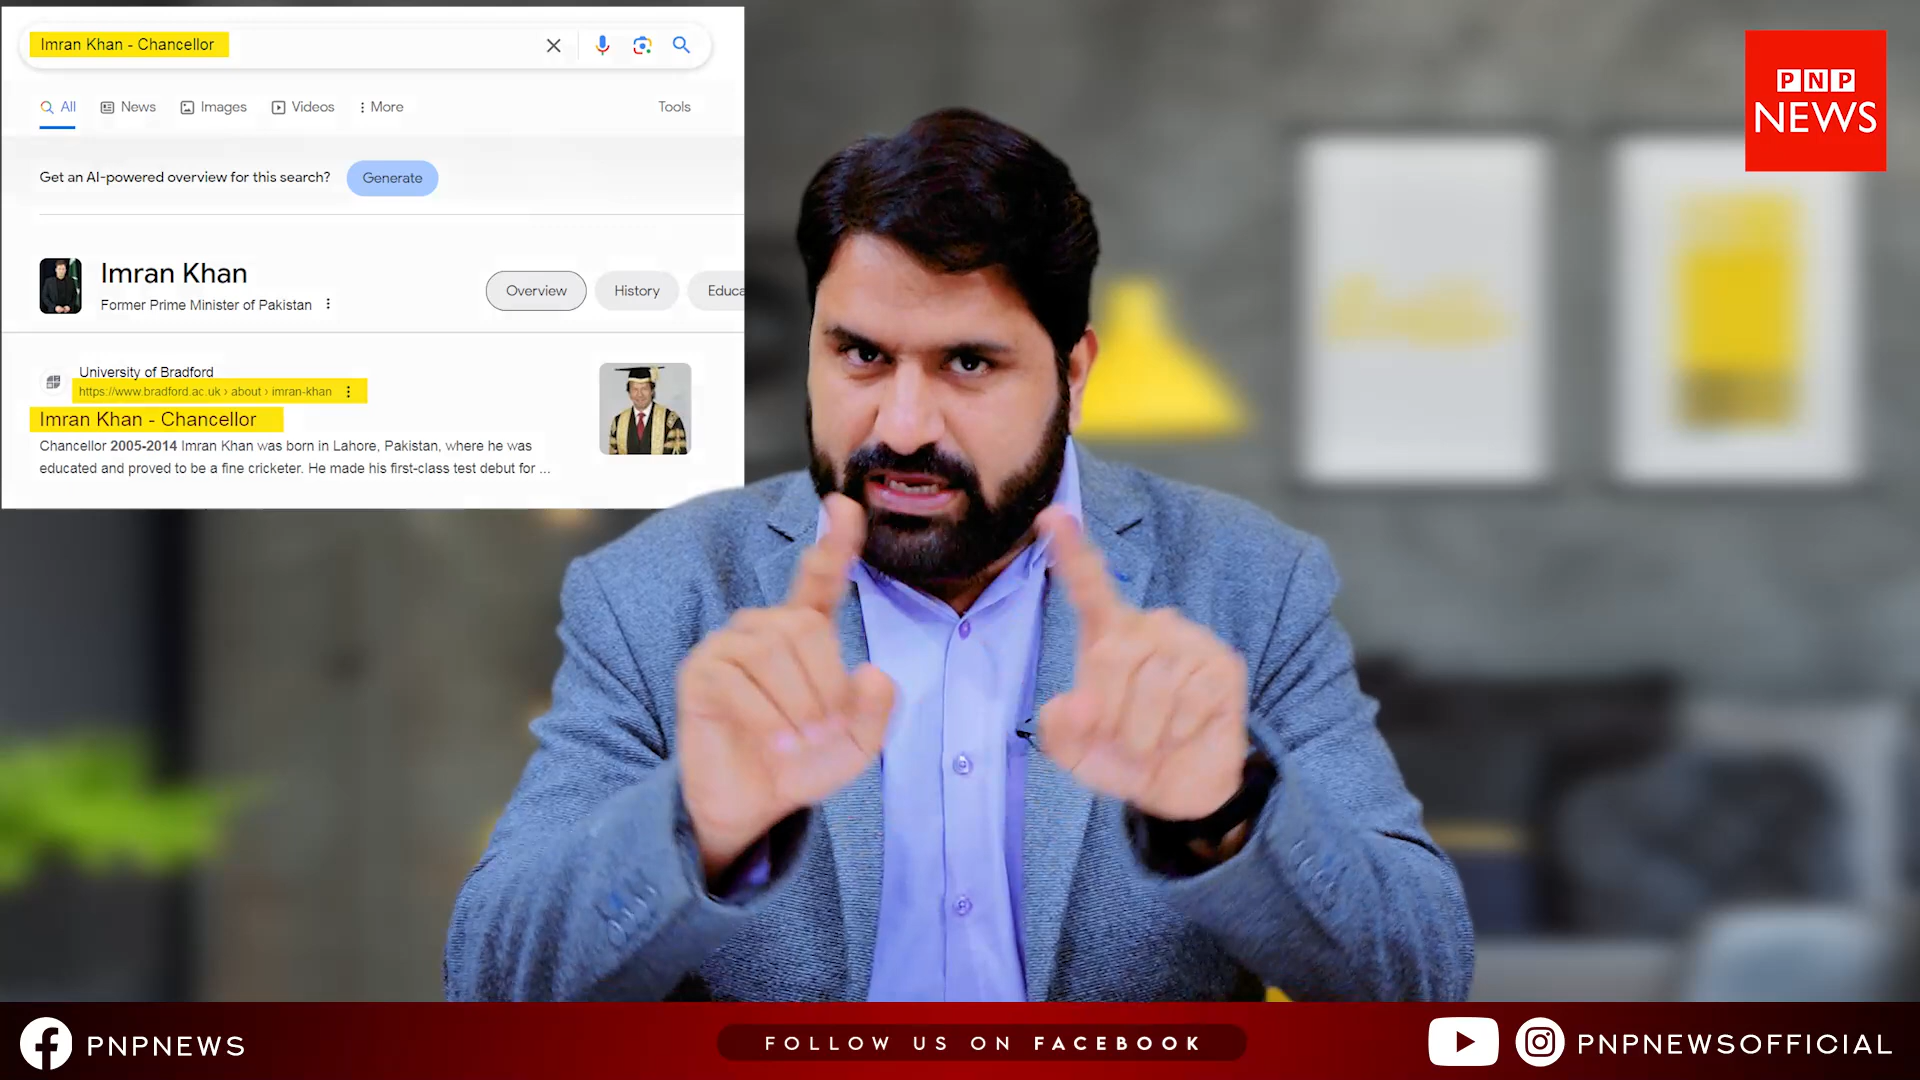 Imran Khan - Chancellor
All News Images Videos More Tools
Get an AI-powered overview for this search? Generate
Imran Khan
Former Prime Minister of Pakistan
Overview History Educa
University of Bradford
https://www.bradford.ac.uk › about › imran-khan
Imran Khan - Chancellor
Chancellor 2005-2014 Imran Khan was born in Lahore, Pakistan, where he was
educated and proved to be a fine cricketer. He made his first-class test debut for ...
PNP
NEWS
PNPNEWS
FOLLOW US ON FACEBOOK
PNPNEWSOFFICIAL